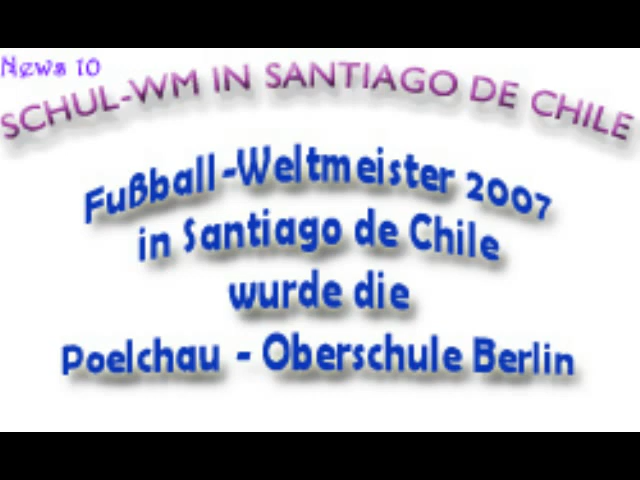 News 10
SCHUL-WM IN SANTIAGO DE CHILE
Fußball-Weltmeister 2007
in Santiago de Chile
wurde die
Poelchau - Oberschule Berlin